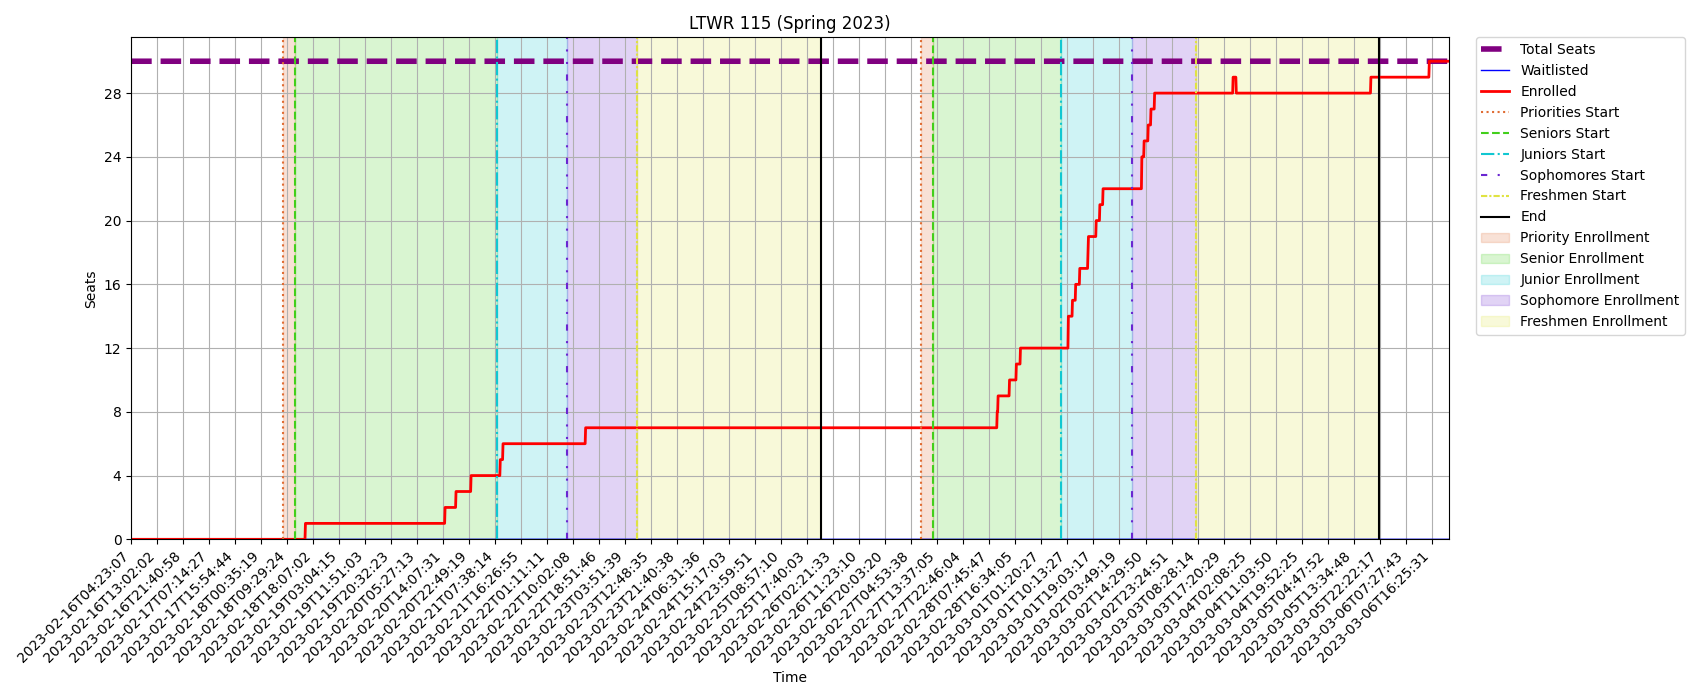 LTWR 115 (Spring 2023)
Seats
28
24
20
16
12
8
4
0
2023-02-16T04:23:07
2023-02-16T13:02:02
2023-02-16T21:40:58
2023-02-17T07:14:27
2023-02-17T15:54:44
2023-02-18T00:35:19
2023-02-18T09:29:24
2023-02-18T18:07:02
2023-02-19T03:04:15
2023-02-19T11:51:03
2023-02-19T20:32:23
2023-02-20T05:27:13
2023-02-20T14:07:31
2023-02-20T22:49:19
2023-02-21T07:38:14
2023-02-21T16:26:55
2023-02-22T01:11:11
2023-02-22T10:02:08
2023-02-22T18:51:46
2023-02-23T03:51:39
2023-02-23T12:48:35
2023-02-23T21:40:38
2023-02-24T06:31:36
2023-02-24T15:17:03
2023-02-24T23:59:51
2023-02-25T08:57:10
2023-02-25T17:40:03
2023-02-26T02:21:33
2023-02-26T11:23:10
2023-02-26T20:03:20
2023-02-27T04:53:38
2023-02-27T13:37:05
2023-02-27T22:46:04
2023-02-28T07:45:47
2023-02-28T16:34:05
2023-03-01T01:20:27
2023-03-01T10:13:27
2023-03-01T19:03:17
2023-03-02T03:49:19
2023-03-02T14:29:50
2023-03-02T23:24:51
2023-03-03T08:28:14
2023-03-03T17:20:29
2023-03-04T02:08:25
2023-03-04T11:03:50
2023-03-04T19:52:25
2023-03-05T04:47:52
2023-03-05T13:34:48
2023-03-05T22:22:17
2023-03-06T07:27:43
2023-03-06T16:25:31
Time
Total Seats
Waitlisted
Enrolled
Priorities Start
Seniors Start
Juniors Start
Sophomores Start
Freshmen Start
End
Priority Enrollment
Senior Enrollment
Junior Enrollment
Sophomore Enrollment
Freshmen Enrollment